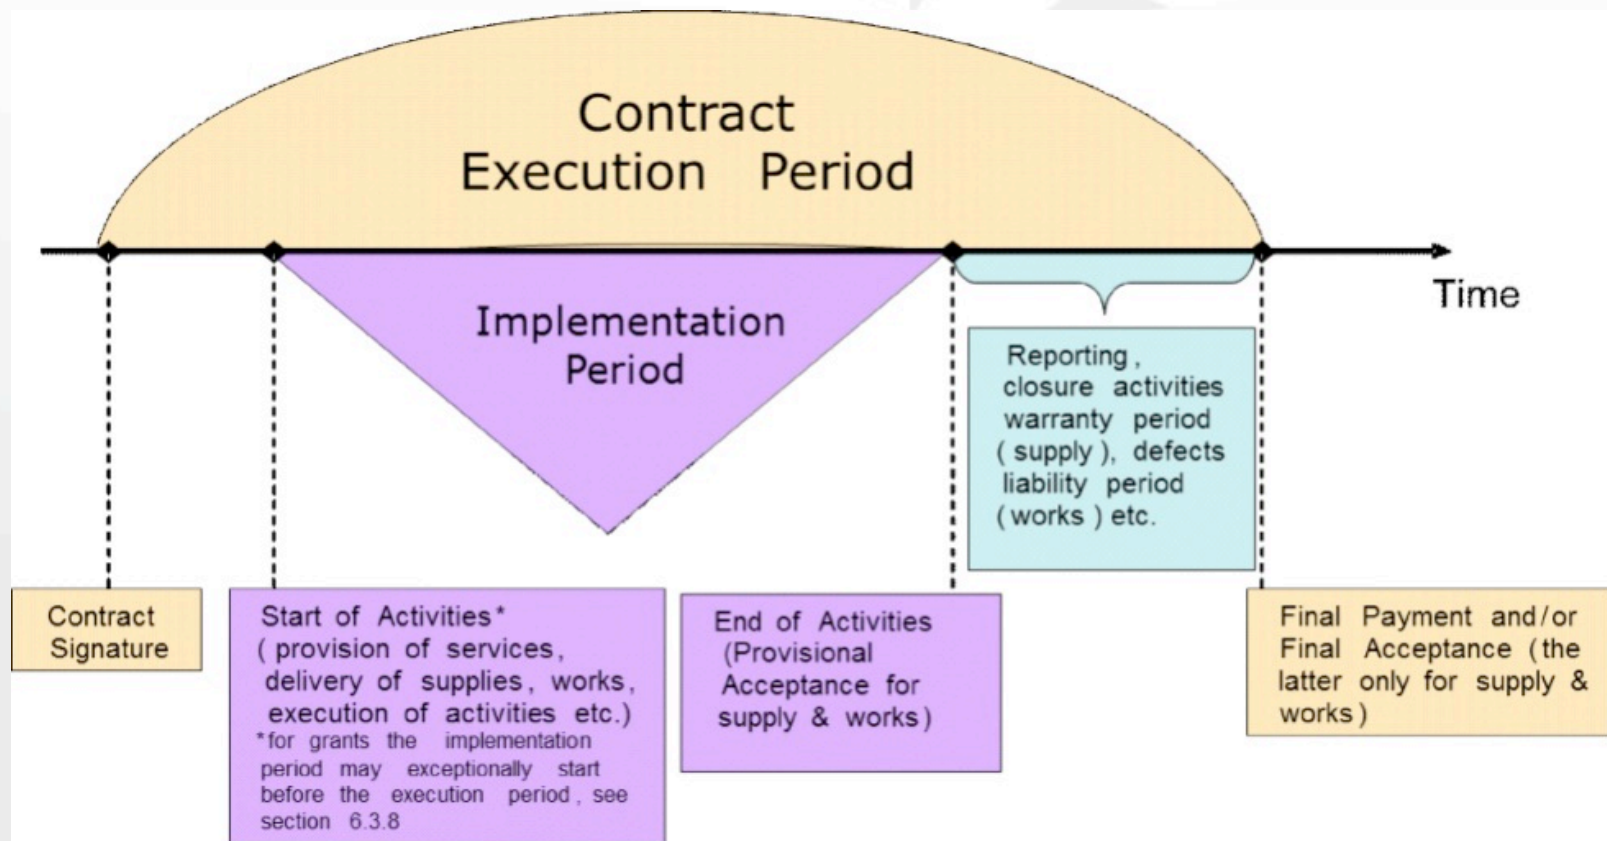 Contract
Execution Period
Time
Implementation
Period
Reporting,
closure activities
warranty period
(supply), defects
liability period
(works) etc.
Contract
Signature
Start of Activities*
(provision of services,
delivery of supplies, works,
execution of activities etc.)
*for grants the implementation
period may exceptionally start
before the execution period, see
section 6.3.8
End of Activities
(Provisional
Acceptance for
supply & works)
Final Payment and/or
Final Acceptance (the
latter only for supply &
works)